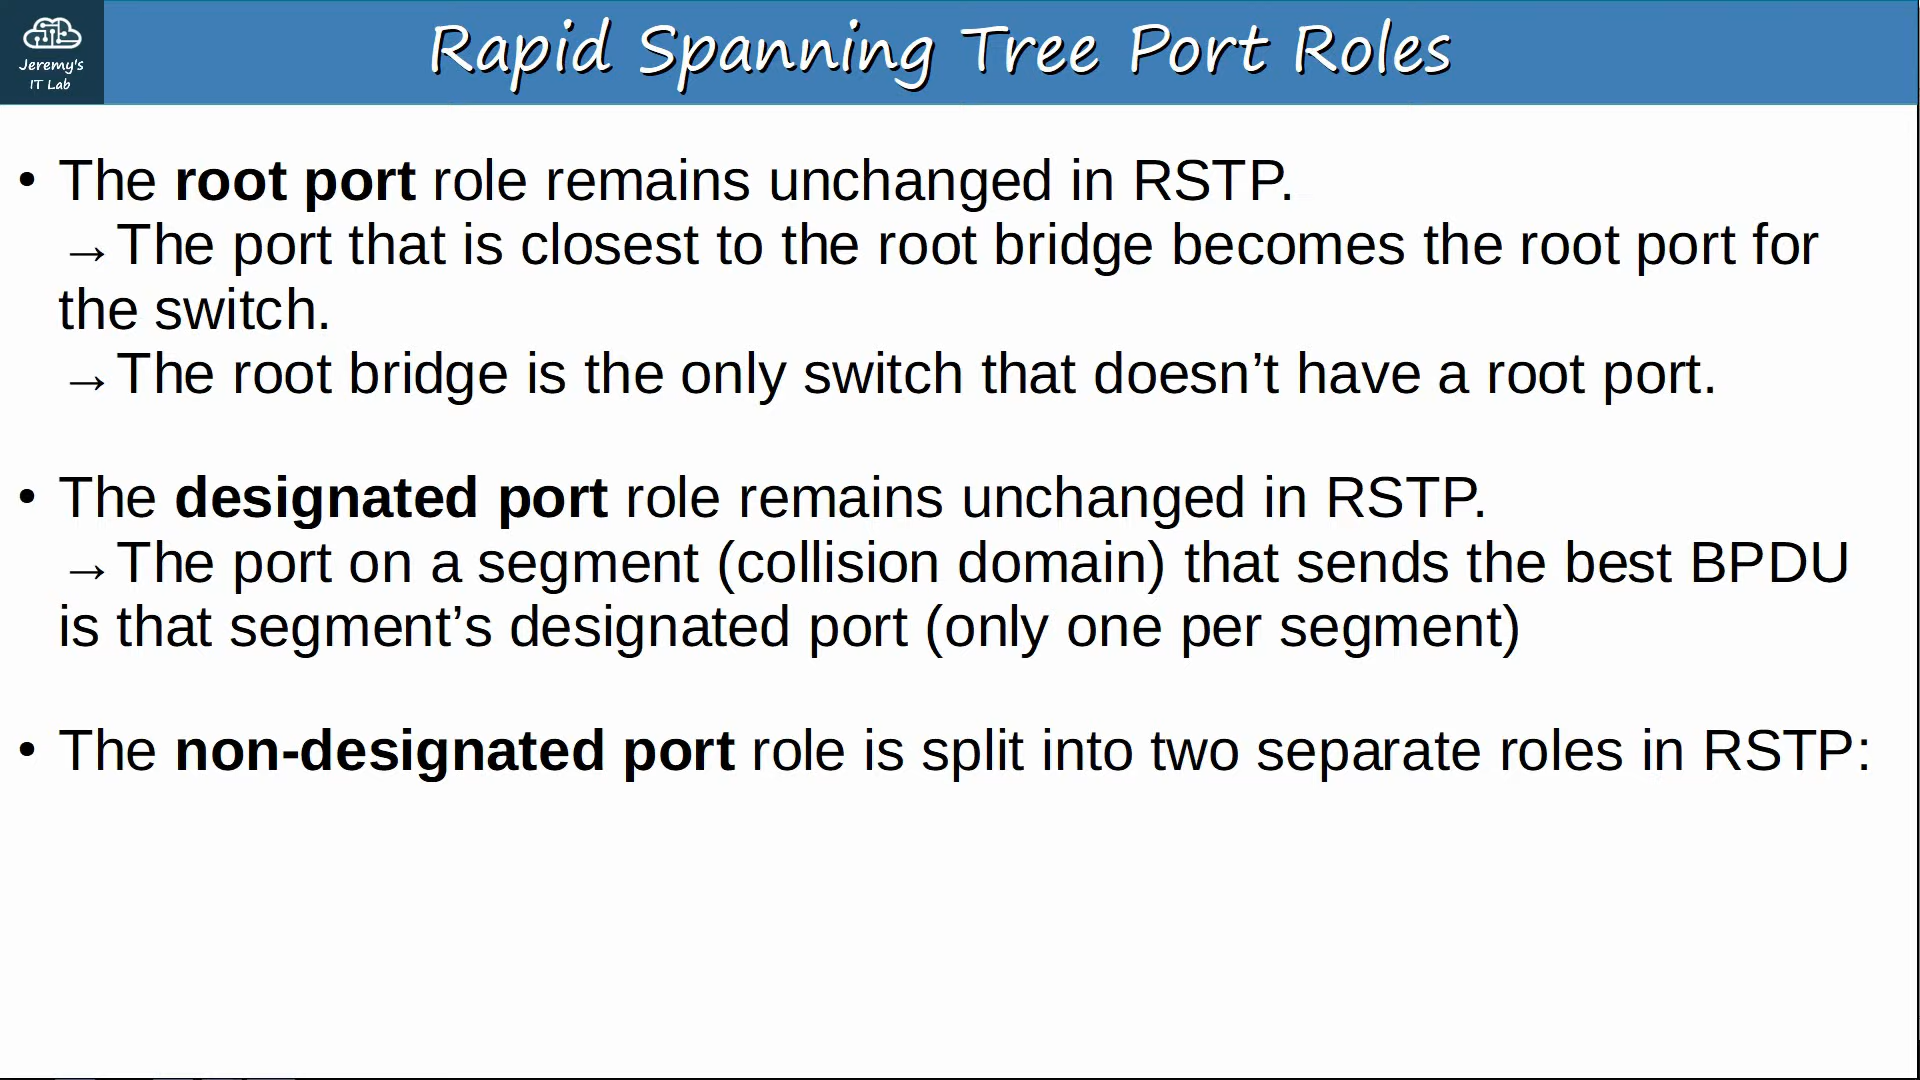 Jeremy's
IT Lab
Rapid Spanning Tree Port Roles
• The root port role remains unchanged in RSTP.
→The port that is closest to the root bridge becomes the root port for
the switch.
→The root bridge is the only switch that doesn’t have a root port.
• The designated port role remains unchanged in RSTP.
→The port on a segment (collision domain) that sends the best BPDU
is that segment’s designated port (only one per segment)
• The non-designated port role is split into two separate roles in RSTP: